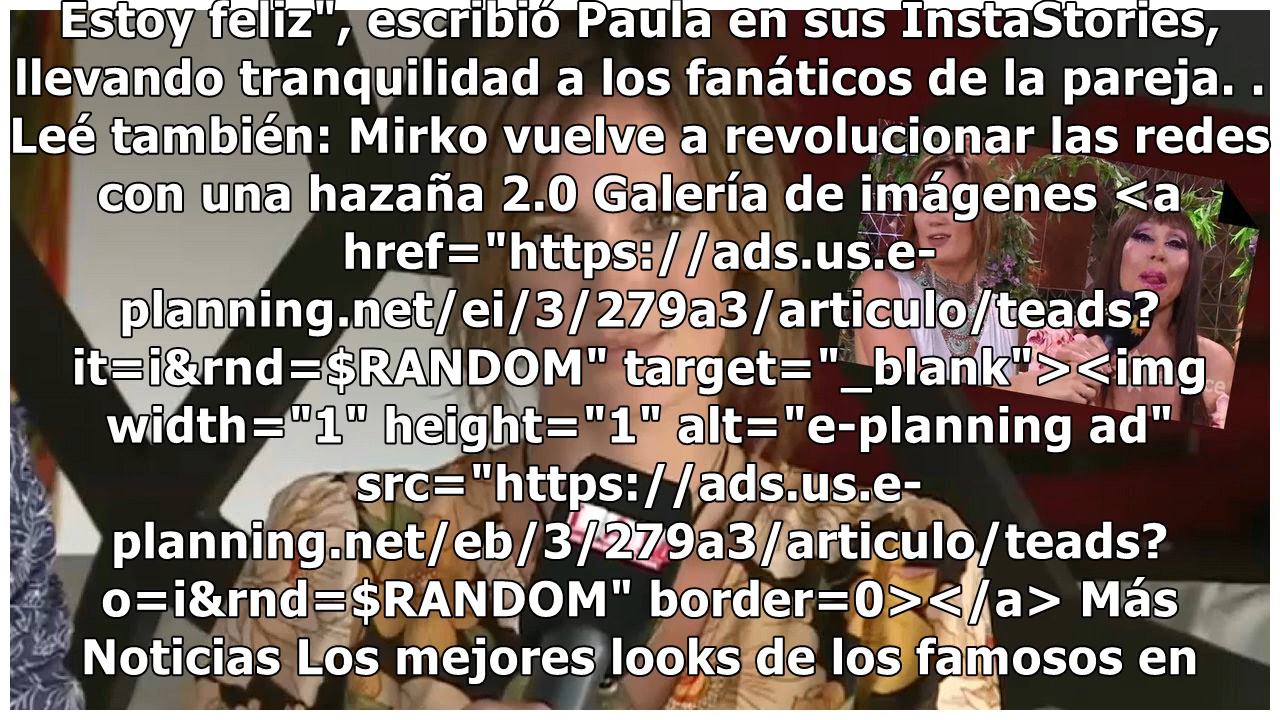 Estoy feliz", escribió Paula en sus InstaStories,
llevando tranquilidad a los fanáticos de la pareja. .
Leé también: Mirko vuelve a revolucionar las redes
con una hazaña 2.0 Galería de imágenes <a
href="https://ads.us.e-
planning.net/ei/3/279a3/articulo/teads?
it=i&rnd=$RANDOM" target="_blank"><img
width="1" height="1" alt="e-planning ad"
src="https://ads.us.e-
planning.net/eb/3/279a3/articulo/teads?
o=i&rnd=$RANDOM" border=0></a> Más
Noticias Los mejores looks de los famosos en